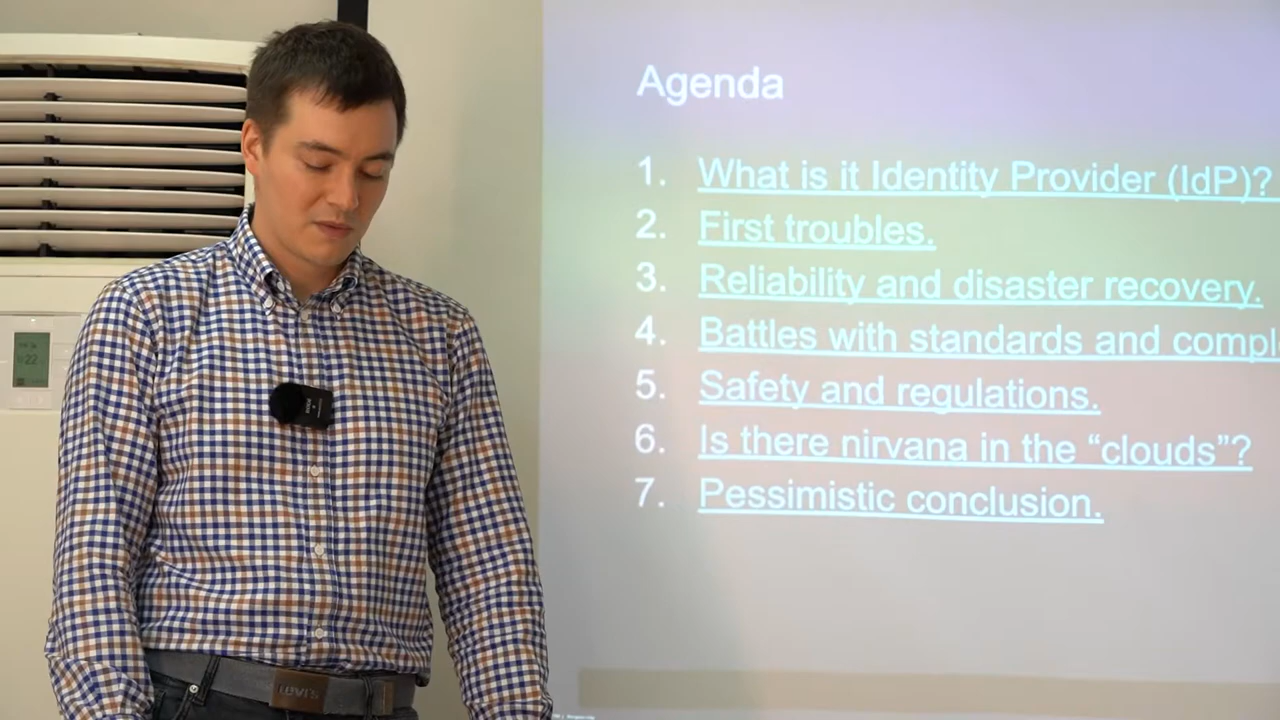 Agenda
1. What is it Identity Provider (IdP)?
2. First troubles.
3. Reliability and disaster recovery.
4. Battles with standards and compl
5. Safety and regulations.
6. Is there nirvana in the “clouds”?
7. Pessimistic conclusion.
22
Levi's